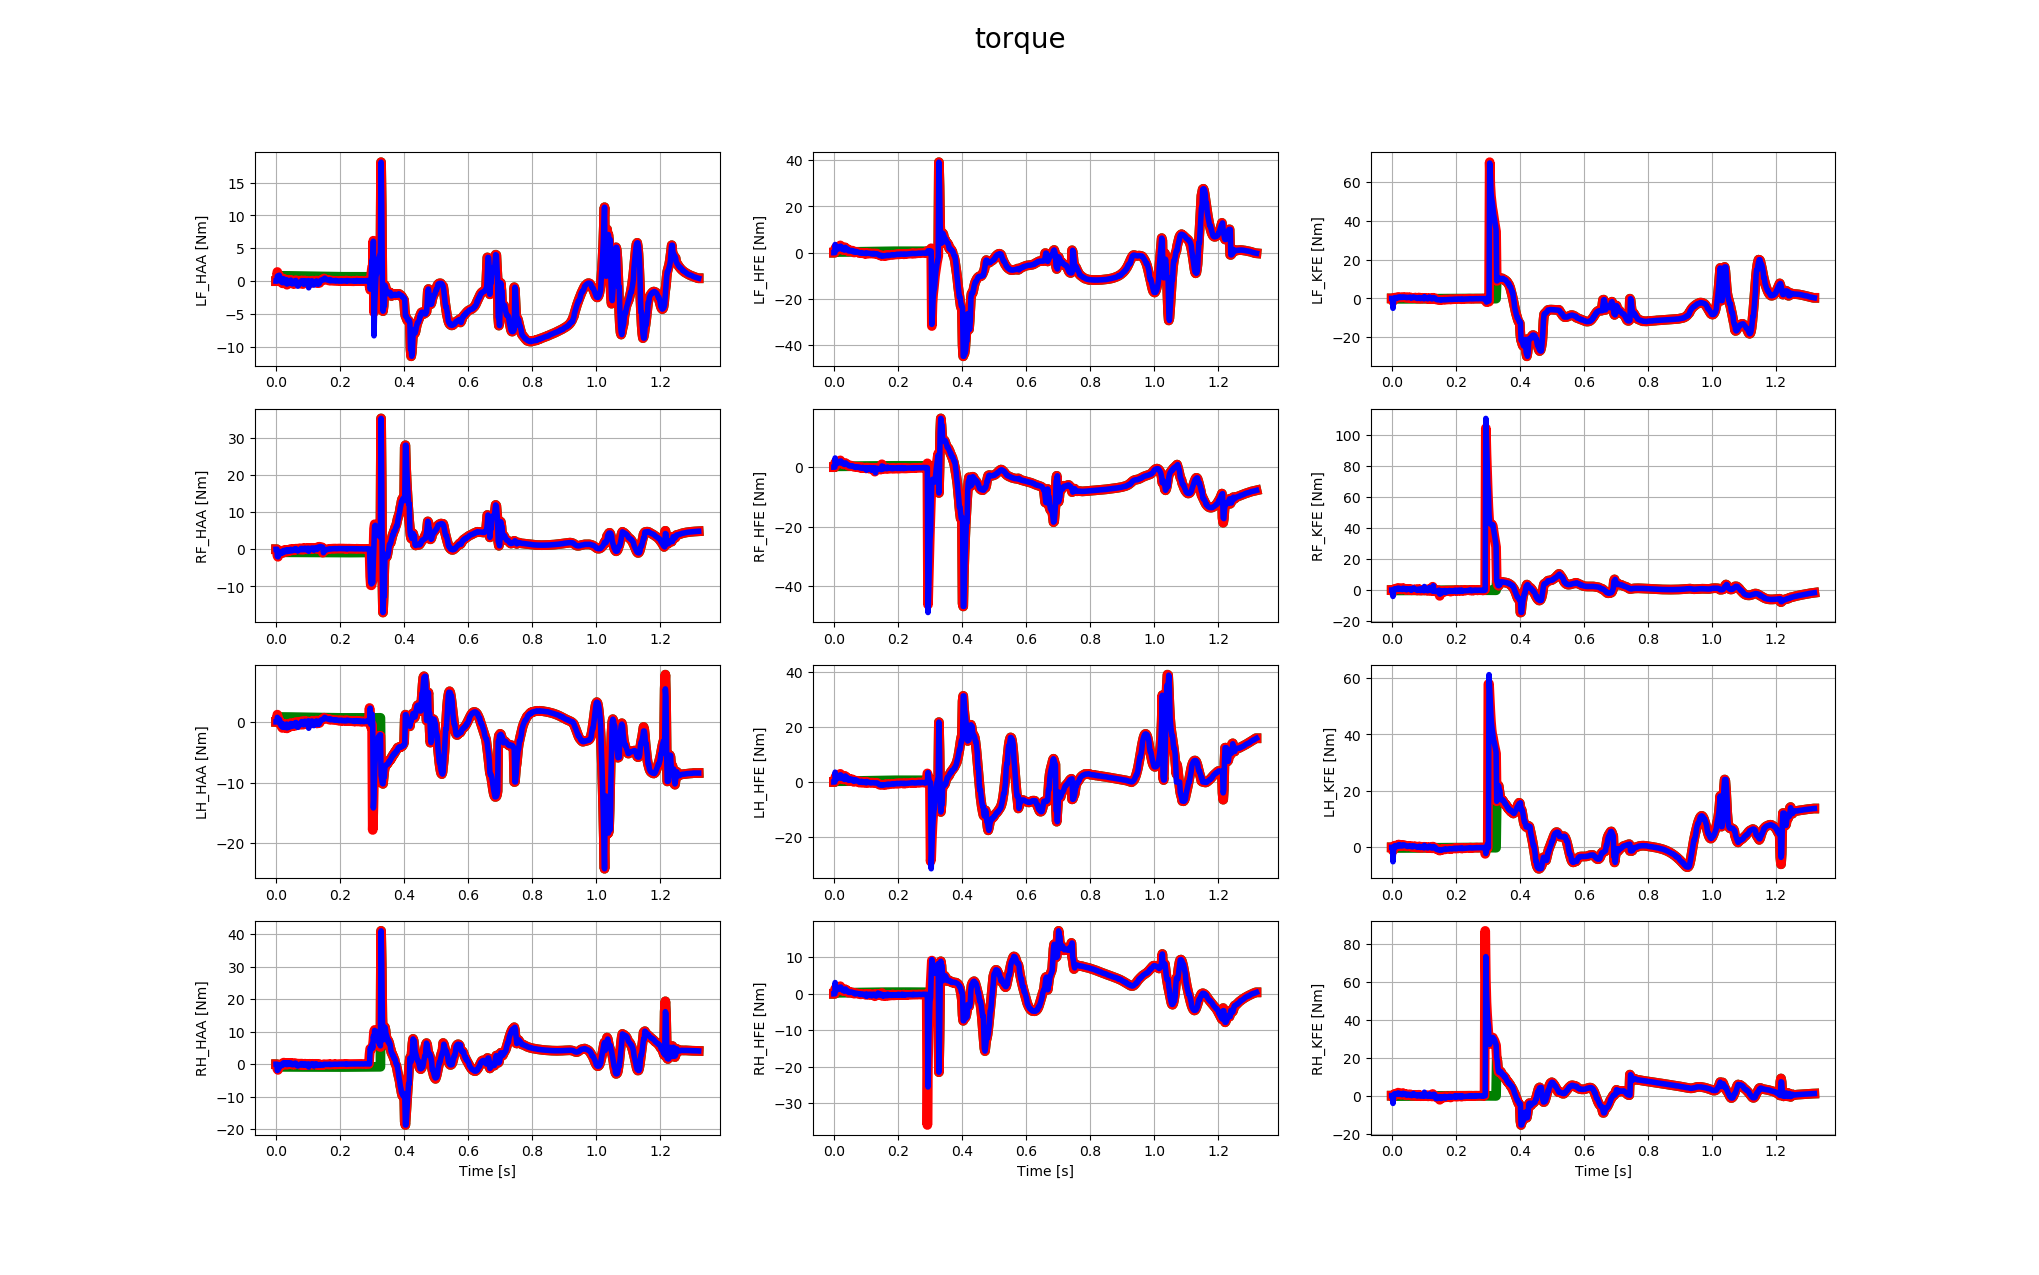 torque
LF_HAA [Nm]
15
10
5
0
−5
−10
0.0 0.2 0.4 0.6 0.8 1.0 1.2
LF_HFE [Nm]
40
20
0
−20
−40
0.0 0.2 0.4 0.6 0.8 1.0 1.2
LF_KFE [Nm]
60
40
20
0
−20
0.0 0.2 0.4 0.6 0.8 1.0 1.2
RF_HAA [Nm]
30
20
10
0
−10
0.0 0.2 0.4 0.6 0.8 1.0 1.2
RF_HFE [Nm]
0
−20
−40
0.0 0.2 0.4 0.6 0.8 1.0 1.2
RF_KFE [Nm]
100
80
60
40
20
0
−20
0.0 0.2 0.4 0.6 0.8 1.0 1.2
LH_HAA [Nm]
0
−10
−20
0.0 0.2 0.4 0.6 0.8 1.0 1.2
LH_HFE [Nm]
40
20
0
−20
0.0 0.2 0.4 0.6 0.8 1.0 1.2
LH_KFE [Nm]
60
40
20
0
0.0 0.2 0.4 0.6 0.8 1.0 1.2
RH_HAA [Nm]
40
30
20
10
0
−10
−20
0.0 0.2 0.4 0.6 0.8 1.0 1.2
Time [s]
RH_HFE [Nm]
10
0
−10
−20
−30
0.0 0.2 0.4 0.6 0.8 1.0 1.2
Time [s]
RH_KFE [Nm]
80
60
40
20
0
−20
0.0 0.2 0.4 0.6 0.8 1.0 1.2
Time [s]